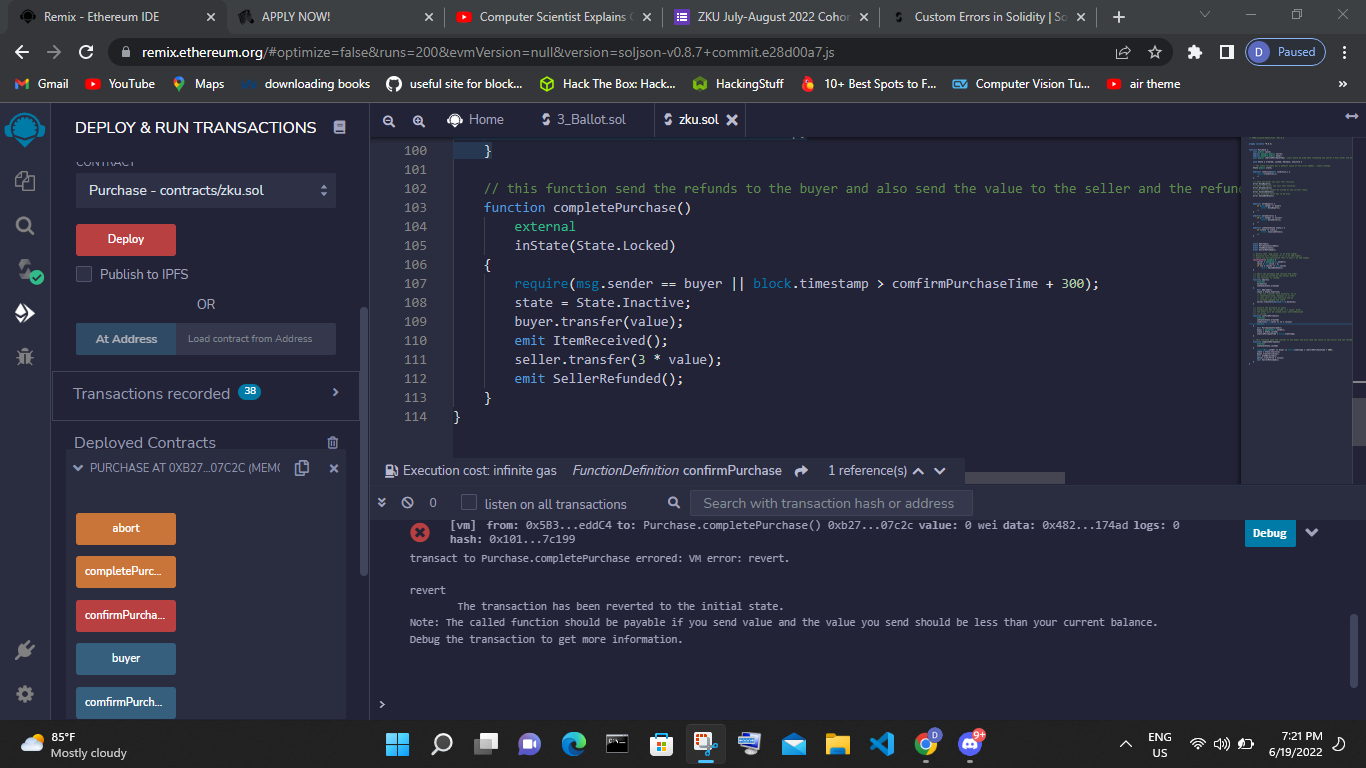 Remix - Ethereum IDE
APPLY NOW!
Computer Scientist Explains
ZKU July-August 2022 Cohor
Custom Errors in Solidity | So
remix.ethereum.org/#optimize=false&runs=200&evmVersion=null&version=soljson-v0.8.7+commit.e28d00a7.js
D Paused
Gmail
YouTube
Maps
downloading books
useful site for block...
Hack The Box: Hack...
HackingStuff
10+ Best Spots to F...
Computer Vision Tu...
air theme
»
DEPLOY & RUN TRANSACTIONS
CONTRACT
Purchase - contracts/zku.sol
Deploy
Publish to IPFS
OR
At Address
Load contract from Address
Transactions recorded 38
Deployed Contracts
PURCHASE AT 0XB27...07C2C (MEMO
abort
completePurc...
confirmPurcha...
buyer
comfirmPurch...
Home
3_Ballot.sol
zku.sol
100 }
101
102 // this function send the refunds to the buyer and also send the value to the seller and the refun
103 function completePurchase()
104 external
105 inState(State.Locked)
106 {
107 require(msg.sender == buyer || block.timestamp > comfirmPurchaseTime + 300);
108 state = State.Inactive;
109 buyer.transfer(value);
110 emit ItemReceived();
111 seller.transfer(3 * value);
112 emit SellerRefunded();
113 }
114 }
Execution cost: infinite gas FunctionDefinition confirmPurchase 1 reference(s)
0 listen on all transactions
Search with transaction hash or address
[vm] from: 0x5B3...eddC4 to: Purchase.completePurchase() 0xb27...07c2c value: 0 wei data: 0x482...174ad logs: 0
hash: 0x101...7c199
Debug
transact to Purchase.completePurchase errored: VM error: revert.
revert
The transaction has been reverted to the initial state.
Note: The called function should be payable if you send value and the value you send should be less than your current balance.
Debug the transaction to get more information.
>
85°F
Mostly cloudy
D
9+
ENG
US
7:21 PM
6/19/2022